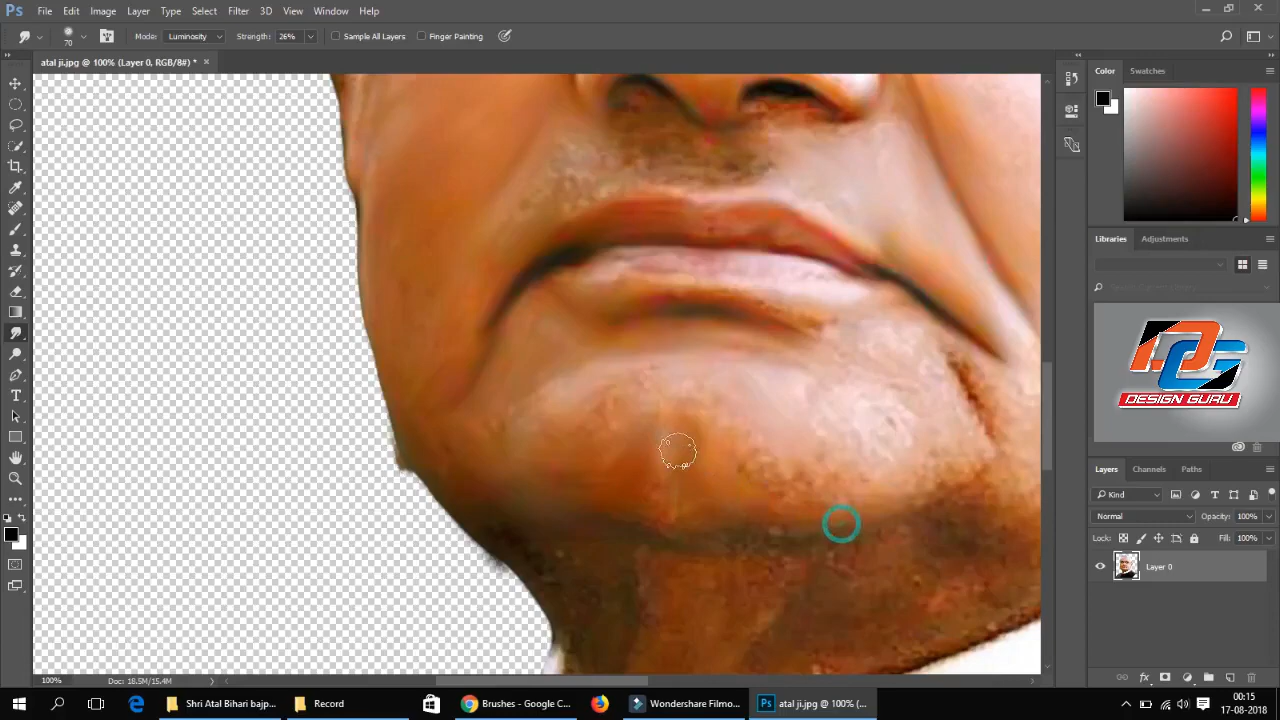 Ps File Edit Image Layer Type Select Filter 3D View Window Help
70 Mode: Luminosity Strength: 26% Sample All Layers Finger Painting
atal ji.jpg @ 100% (Layer 0, RGB/8#) * ×
Color Swatches
Libraries Adjustments
DESIGN GURU
Layers Channels Paths
Kind
Normal Opacity: 100%
Lock: Fill: 100%
Layer 0
100% Doc: 18.5M/15.4M
Shri Atal Bihari bajp...
Record
Brushes - Google C...
Wondershare Filmo...
Ps atal ji.jpg @ 100% (...
00:15
17-08-2018